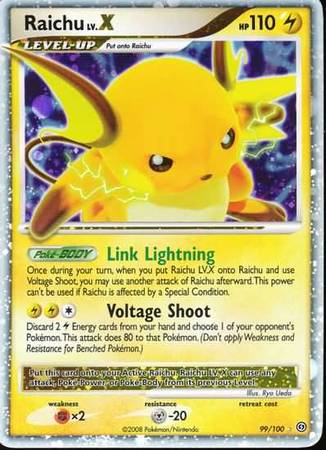 Raichu LV.X HP 110
LEVEL-UP Put onto Raichu
Poké-BODY Link Lightning
Once during your turn, when you put Raichu LV.X onto Raichu and
use Voltage Shoot, you may use another attack of Raichu afterward. This power
can't be used if Raichu is affected by a Special Condition.
Voltage Shoot
Discard 2 Energy cards from your hand and choose 1 of your opponent's
Pokémon. This attack does 80 to that Pokémon. (Don't apply Weakness
and Resistance for Benched Pokémon.)
Put this card onto your Active Raichu. Raichu LV.X can use any
attack, Poké-Power, or Poké-Body from its previous Level.
Illus. Ryo Ueda
weakness resistance retreat cost
×2 -20
©2008 Pokémon/Nintendo 99/100